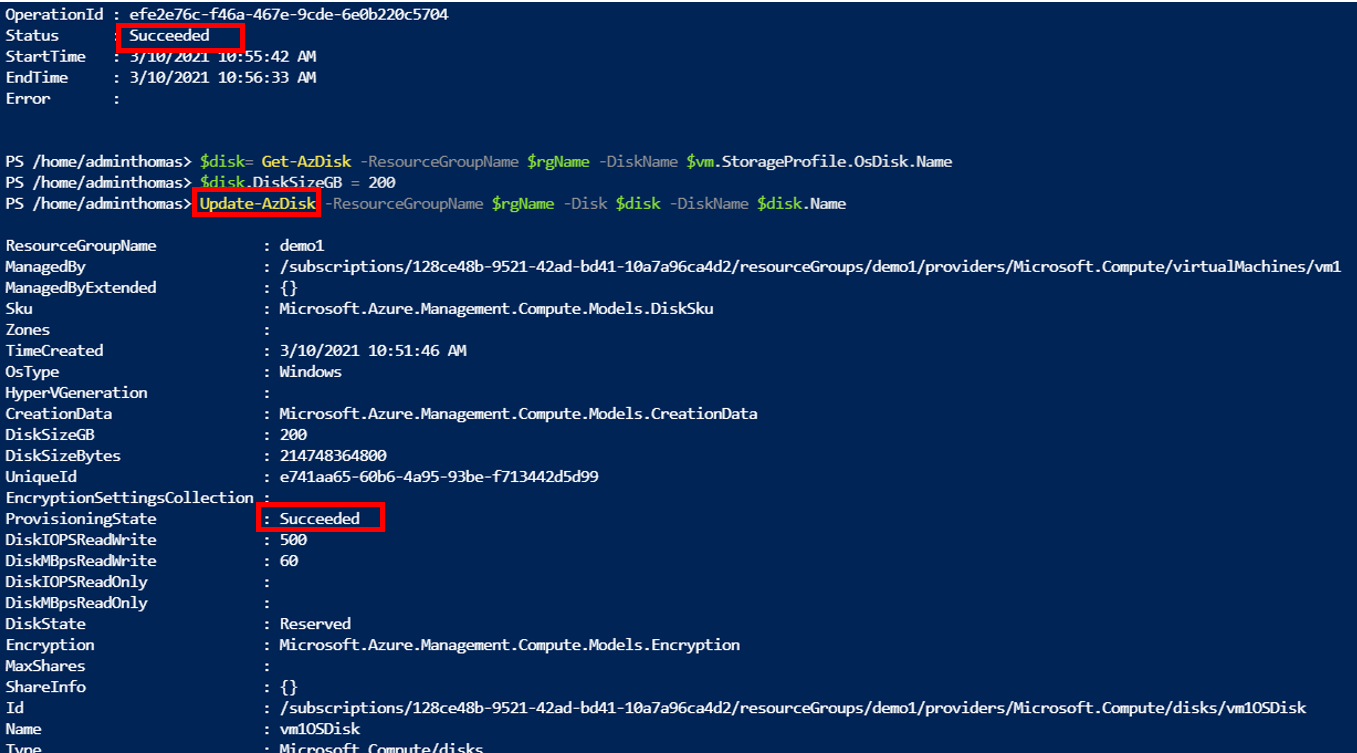 OperationId : efe2e76c-f46a-467e-9cde-6e0b220c5704
Status : Succeeded
StartTime : 3/10/2021 10:55:42 AM
EndTime : 3/10/2021 10:56:33 AM
Error :
PS /home/adminthomas> $disk= Get-AzDisk -ResourceGroupName $rgName -DiskName $vm.StorageProfile.OsDisk.Name
PS /home/adminthomas> $disk.DiskSizeGB = 200
PS /home/adminthomas> Update-AzDisk -ResourceGroupName $rgName -Disk $disk -DiskName $disk.Name
ResourceGroupName : demo1
ManagedBy : /subscriptions/128ce48b-9521-42ad-bd41-10a7a96ca4d2/resourceGroups/demo1/providers/Microsoft.Compute/virtualMachines/vm1
ManagedByExtended : {}
Sku : Microsoft.Azure.Management.Compute.Models.DiskSku
Zones :
TimeCreated : 3/10/2021 10:51:46 AM
OsType : Windows
HyperVGeneration :
CreationData : Microsoft.Azure.Management.Compute.Models.CreationData
DiskSizeGB : 200
DiskSizeBytes : 214748364800
UniqueId : e741aa65-60b6-4a95-93be-f713442d5d99
EncryptionSettingsCollection :
ProvisioningState : Succeeded
DiskIOPSReadWrite : 500
DiskMBpsReadWrite : 60
DiskIOPSReadOnly :
DiskMBpsReadOnly :
DiskState : Reserved
Encryption : Microsoft.Azure.Management.Compute.Models.Encryption
MaxShares :
ShareInfo : {}
Id : /subscriptions/128ce48b-9521-42ad-bd41-10a7a96ca4d2/resourceGroups/demo1/providers/Microsoft.Compute/disks/vm1OSDisk
Name : vm1OSDisk
Type : Microsoft.Compute/disks